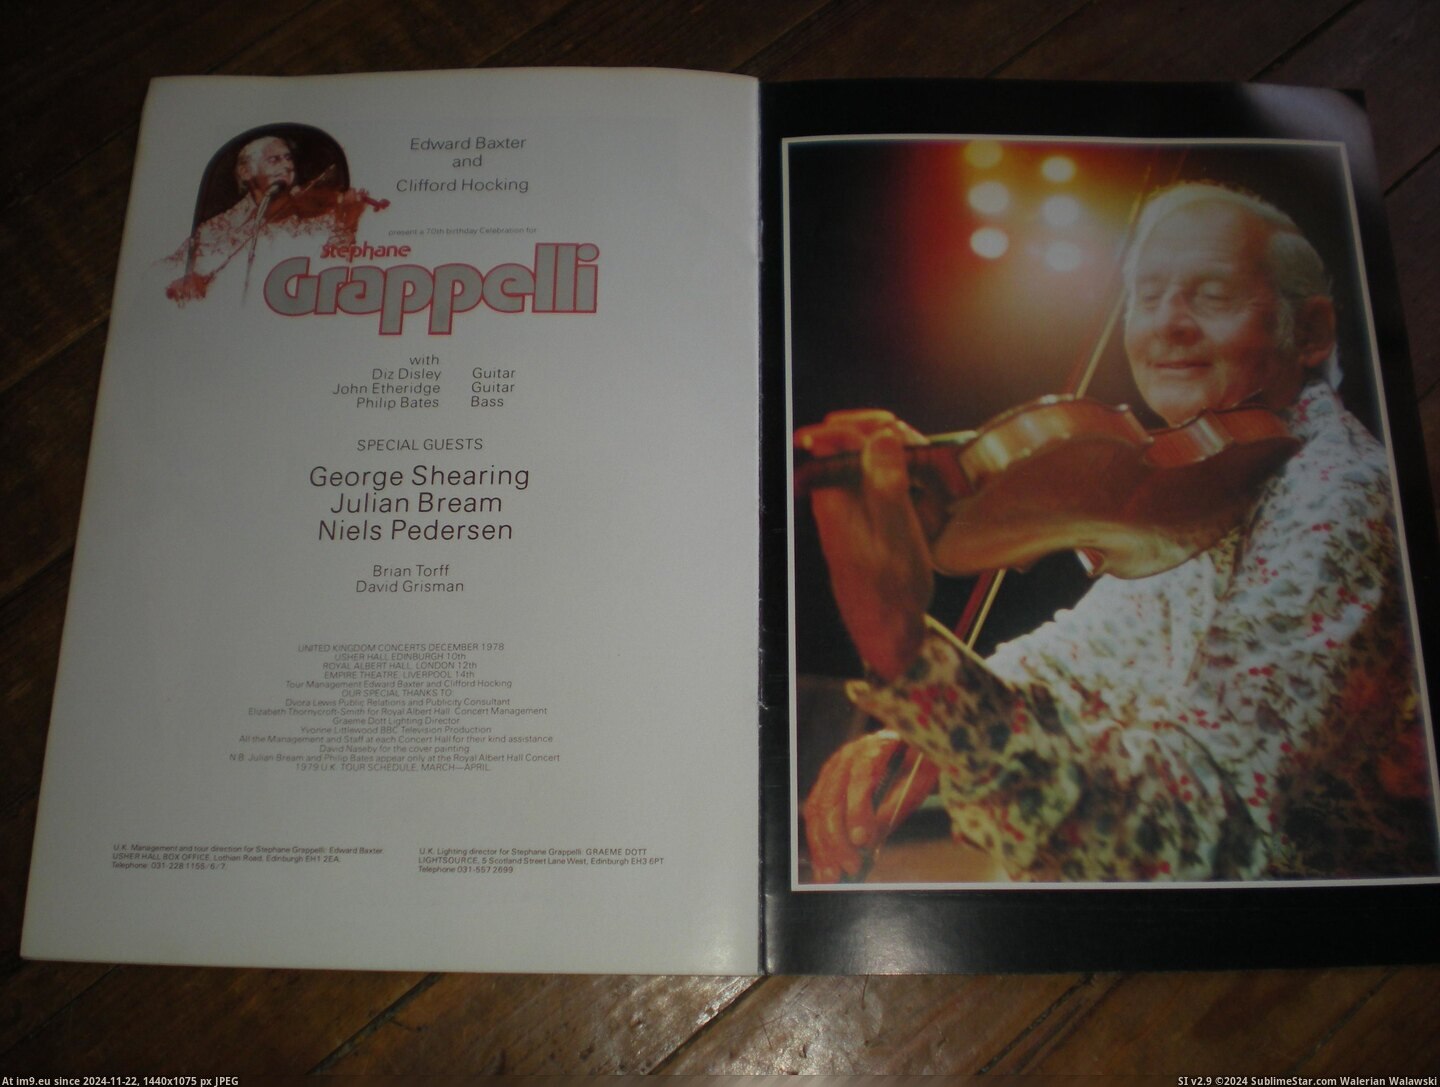 Edward Baxter
and
Clifford Hocking
present a 70th birthday Celebration for
stephane
Grappelli
with
Diz Disley Guitar
John Etheridge Guitar
Philip Bates Bass
SPECIAL GUESTS
George Shearing
Julian Bream
Niels Pedersen
Brian Torff
David Grisman
UNITED KINGDOM CONCERTS DECEMBER 1978
USHER HALL EDINBURGH 10th
ROYAL ALBERT HALL, LONDON 12th
EMPIRE THEATRE, LIVERPOOL 14th
Tour Management Edward Baxter and Clifford Hocking
OUR SPECIAL THANKS TO:
Dvora Lewis Public Relations and Publicity Consultant
Elizabeth Thornycroft-Smith for Royal Albert Hall Concert Management
Graeme Dott Lighting Director
Yvonne Littlewood BBC Television Production
All the Management and Staff at each Concert Hall for their kind assistance
David Naseby for the cover painting
N.B. Julian Bream and Philip Bates appear only at the Royal Albert Hall Concert
1979 U.K. TOUR SCHEDULE, MARCH—APRIL
U.K. Management and tour direction for Stephane Grappelli: Edward Baxter
USHER HALL BOX OFFICE, Lothian Road, Edinburgh EH1 2EA.
Telephone: 031-228 1155/6/7.
U.K. Lighting director for Stephane Grappelli: GRAEME DOTT
LIGHTSOURCE, 5 Scotland Street Lane West, Edinburgh EH3 6PT
Telephone 031-557 2699
At im9.eu since 2024-11-22, 1440x1075 px JPEG
SI v2.9 ©2024 SublimeStar.com Walerian Walawski